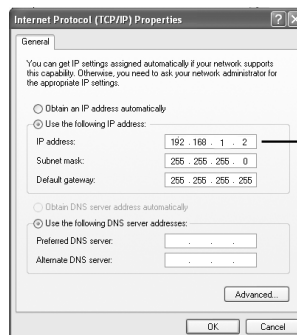 Internet Protocol (TCP/IP) Properties
General
You can get IP settings assigned automatically if your network supports
this capability. Otherwise, you need to ask your network administrator for
the appropriate IP settings.
Obtain an IP address automatically
Use the following IP address:
IP address: 192 . 168 . 1 . 2
Subnet mask: 255 . 255 . 255 . 0
Default gateway: 255 . 255 . 255 . 255
Obtain DNS server address automatically
Use the following DNS server addresses:
Preferred DNS server: . . .
Alternate DNS server: . . .
Advanced...
OK Cancel